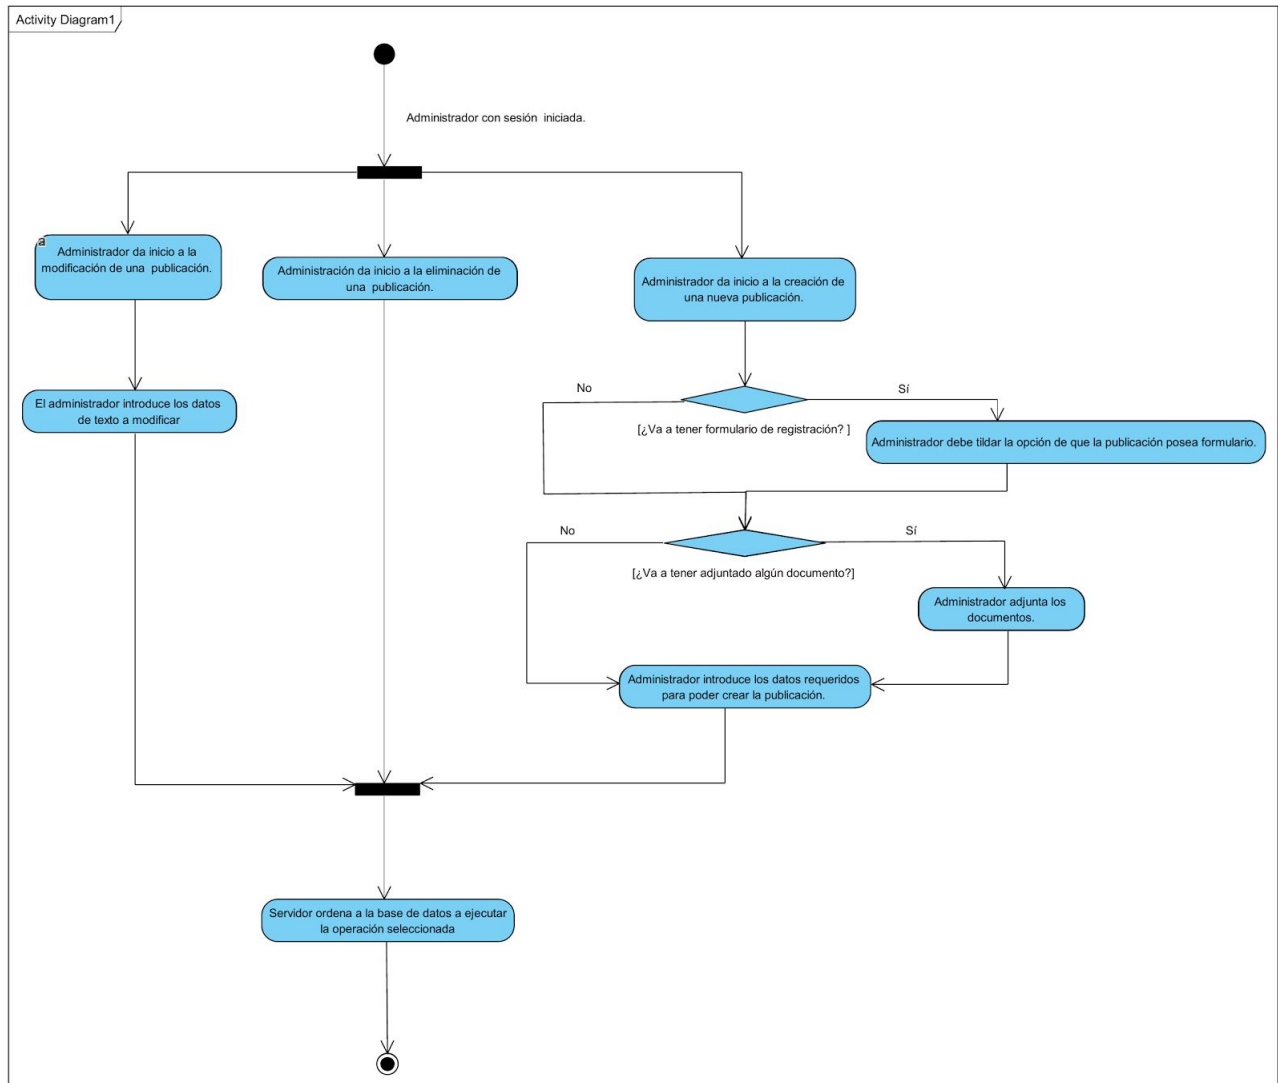 Activity Diagram1
Administrador con sesión iniciada.
a
Administrador da inicio a la
modificación de una publicación.
Administración da inicio a la eliminación de
una publicación.
Administrador da inicio a la creación de
una nueva publicación.
El administrador introduce los datos
de texto a modificar
No
Sí
[¿Va a tener formulario de registración? ]
Administrador debe tildar la opción de que la publicación posea formulario.
No
Sí
[¿Va a tener adjuntado algún documento?]
Administrador adjunta los
documentos.
Administrador introduce los datos requeridos
para poder crear la publicación.
Servidor ordena a la base de datos a ejecutar
la operación seleccionada